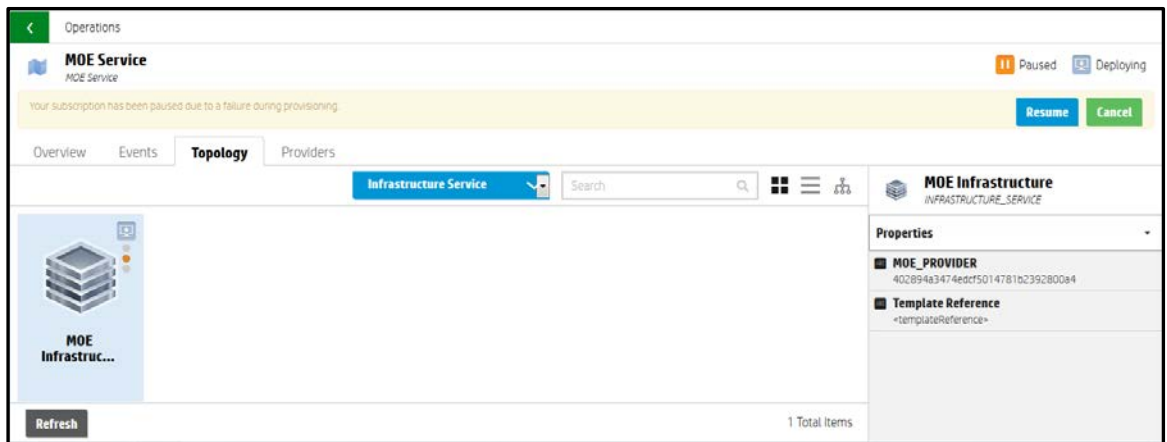 Operations
MOE Service
MOE Service
Paused
Deploying
Your subscription has been paused due to a failure during provisioning.
Resume
Cancel
Overview
Events
Topology
Providers
Infrastructure Service
Search
MOE Infrastructure
INFRASTRUCTURE_SERVICE
Properties
MOE_PROVIDER
402894a3474edcf5014781b2392800a4
Template Reference
<templateReference>
MOE
Infrastruc...
Refresh
1 Total Items